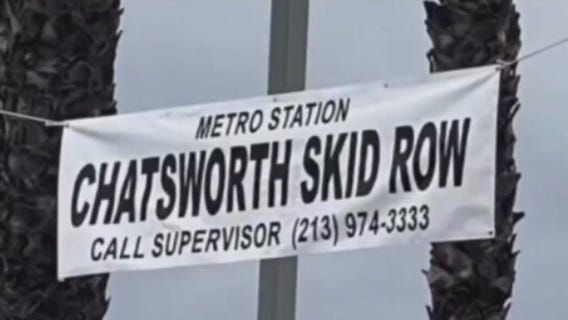 METRO STATION
CHATSWORTH SKID ROW
CALL SUPERVISOR (213) 974-3333